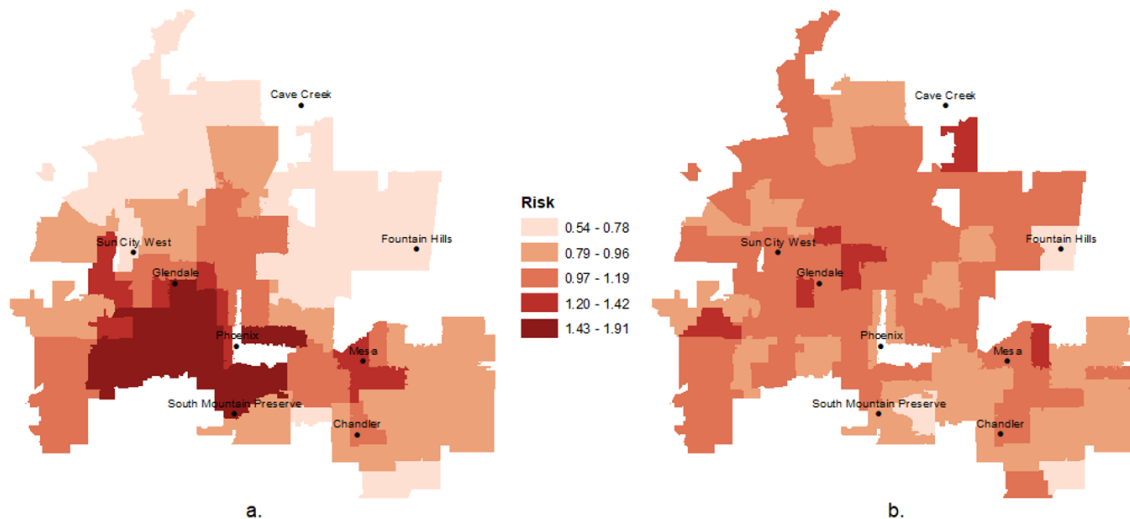 Cave Creek
Sun City West
Fountain Hills
Glendale
Phoenix
Mesa
South Mountain Preserve
Chandler
a.
Risk
0.54 - 0.78
0.79 - 0.96
0.97 - 1.19
1.20 - 1.42
1.43 - 1.91
Cave Creek
Sun City West
Fountain Hills
Glendale
Phoenix
Mesa
South Mountain Preserve
Chandler
b.